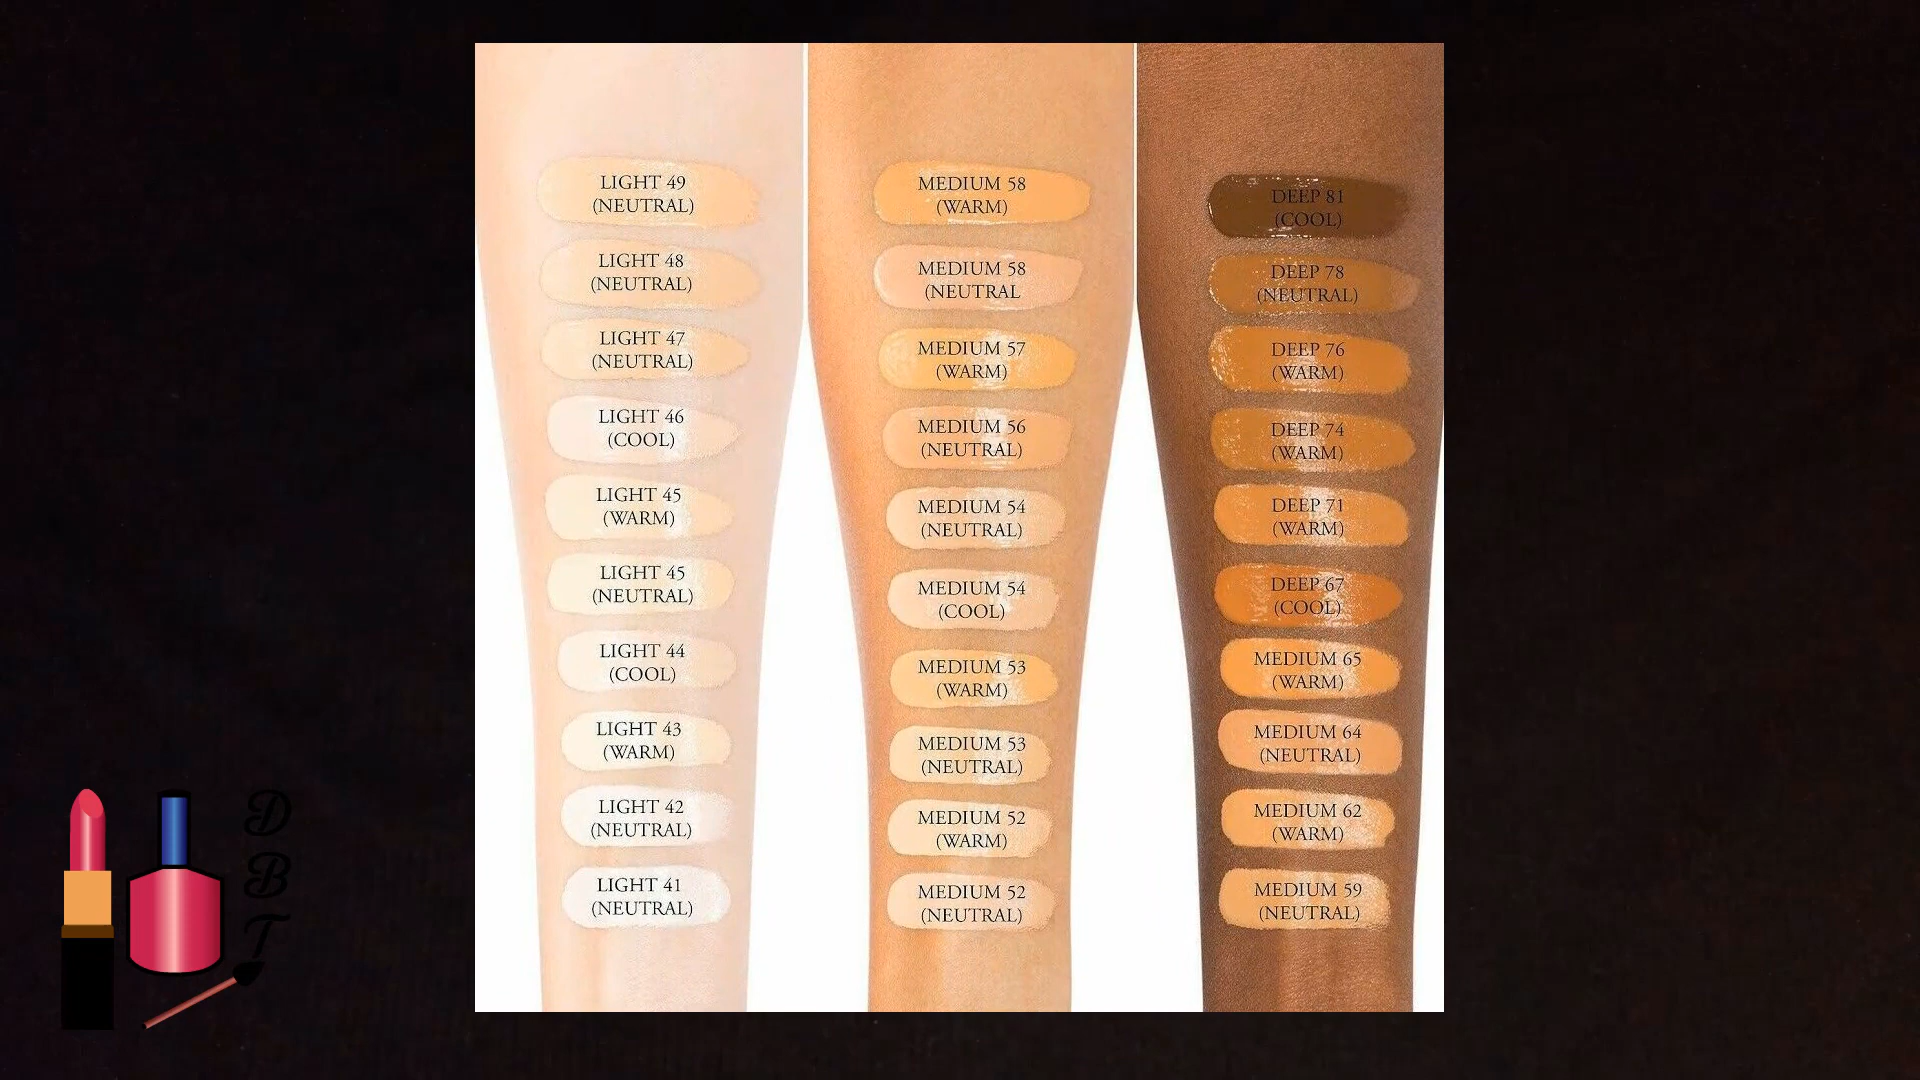 LIGHT 49
(NEUTRAL)
LIGHT 48
(NEUTRAL)
LIGHT 47
(NEUTRAL)
LIGHT 46
(COOL)
LIGHT 45
(WARM)
LIGHT 45
(NEUTRAL)
LIGHT 44
(COOL)
LIGHT 43
(WARM)
LIGHT 42
(NEUTRAL)
LIGHT 41
(NEUTRAL)
MEDIUM 58
(WARM)
MEDIUM 58
(NEUTRAL
MEDIUM 57
(WARM)
MEDIUM 56
(NEUTRAL)
MEDIUM 54
(NEUTRAL)
MEDIUM 54
(COOL)
MEDIUM 53
(WARM)
MEDIUM 53
(NEUTRAL)
MEDIUM 52
(WARM)
MEDIUM 52
(NEUTRAL)
DEEP 81
(COOL)
DEEP 78
(NEUTRAL)
DEEP 76
(WARM)
DEEP 74
(WARM)
DEEP 71
(WARM)
DEEP 67
(COOL)
MEDIUM 65
(WARM)
MEDIUM 64
(NEUTRAL)
MEDIUM 62
(WARM)
MEDIUM 59
(NEUTRAL)
D
B
T